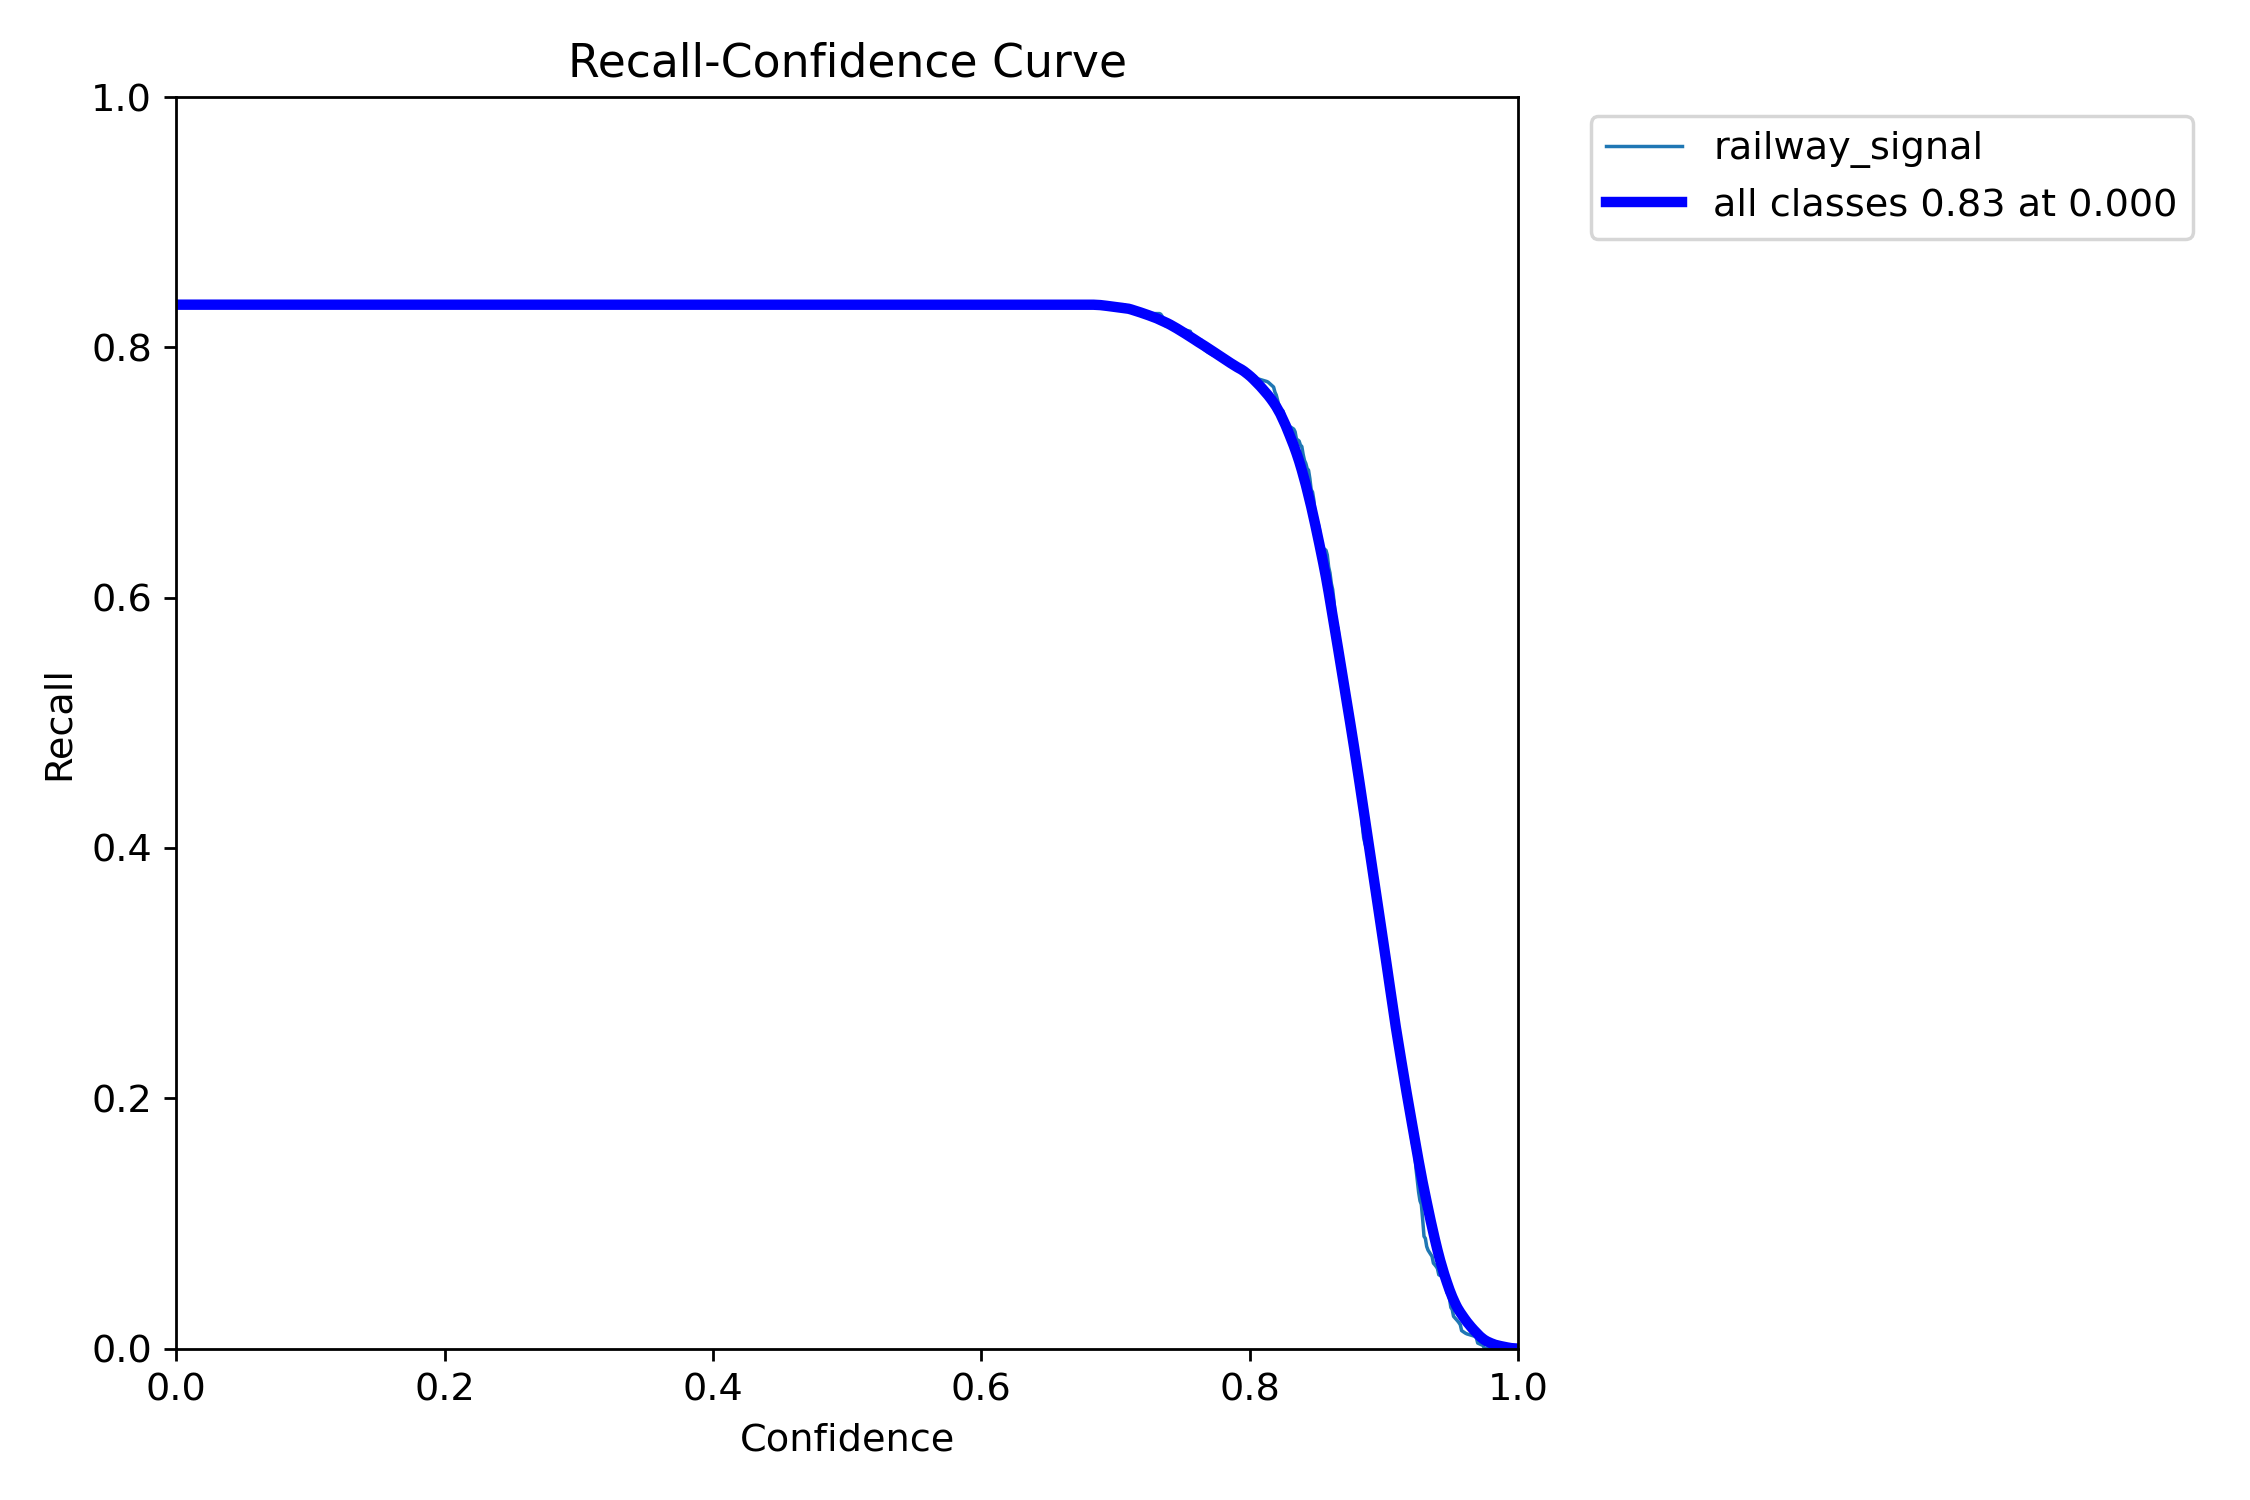 Recall-Confidence Curve
1.0
0.8
0.6
0.4
0.2
0.0
Recall
0.0 0.2 0.4 0.6 0.8 1.0
Confidence
railway_signal
all classes 0.83 at 0.000